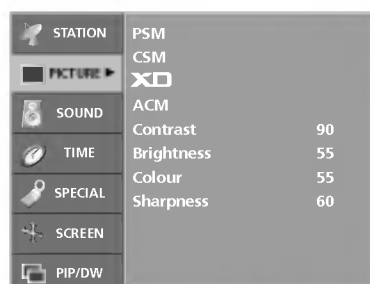 STATION
PICTURE
SOUND
TIME
SPECIAL
SCREEN
PIP/DW
PSM
CSM
XD
ACM
Contrast 90
Brightness 55
Colour 55
Sharpness 60